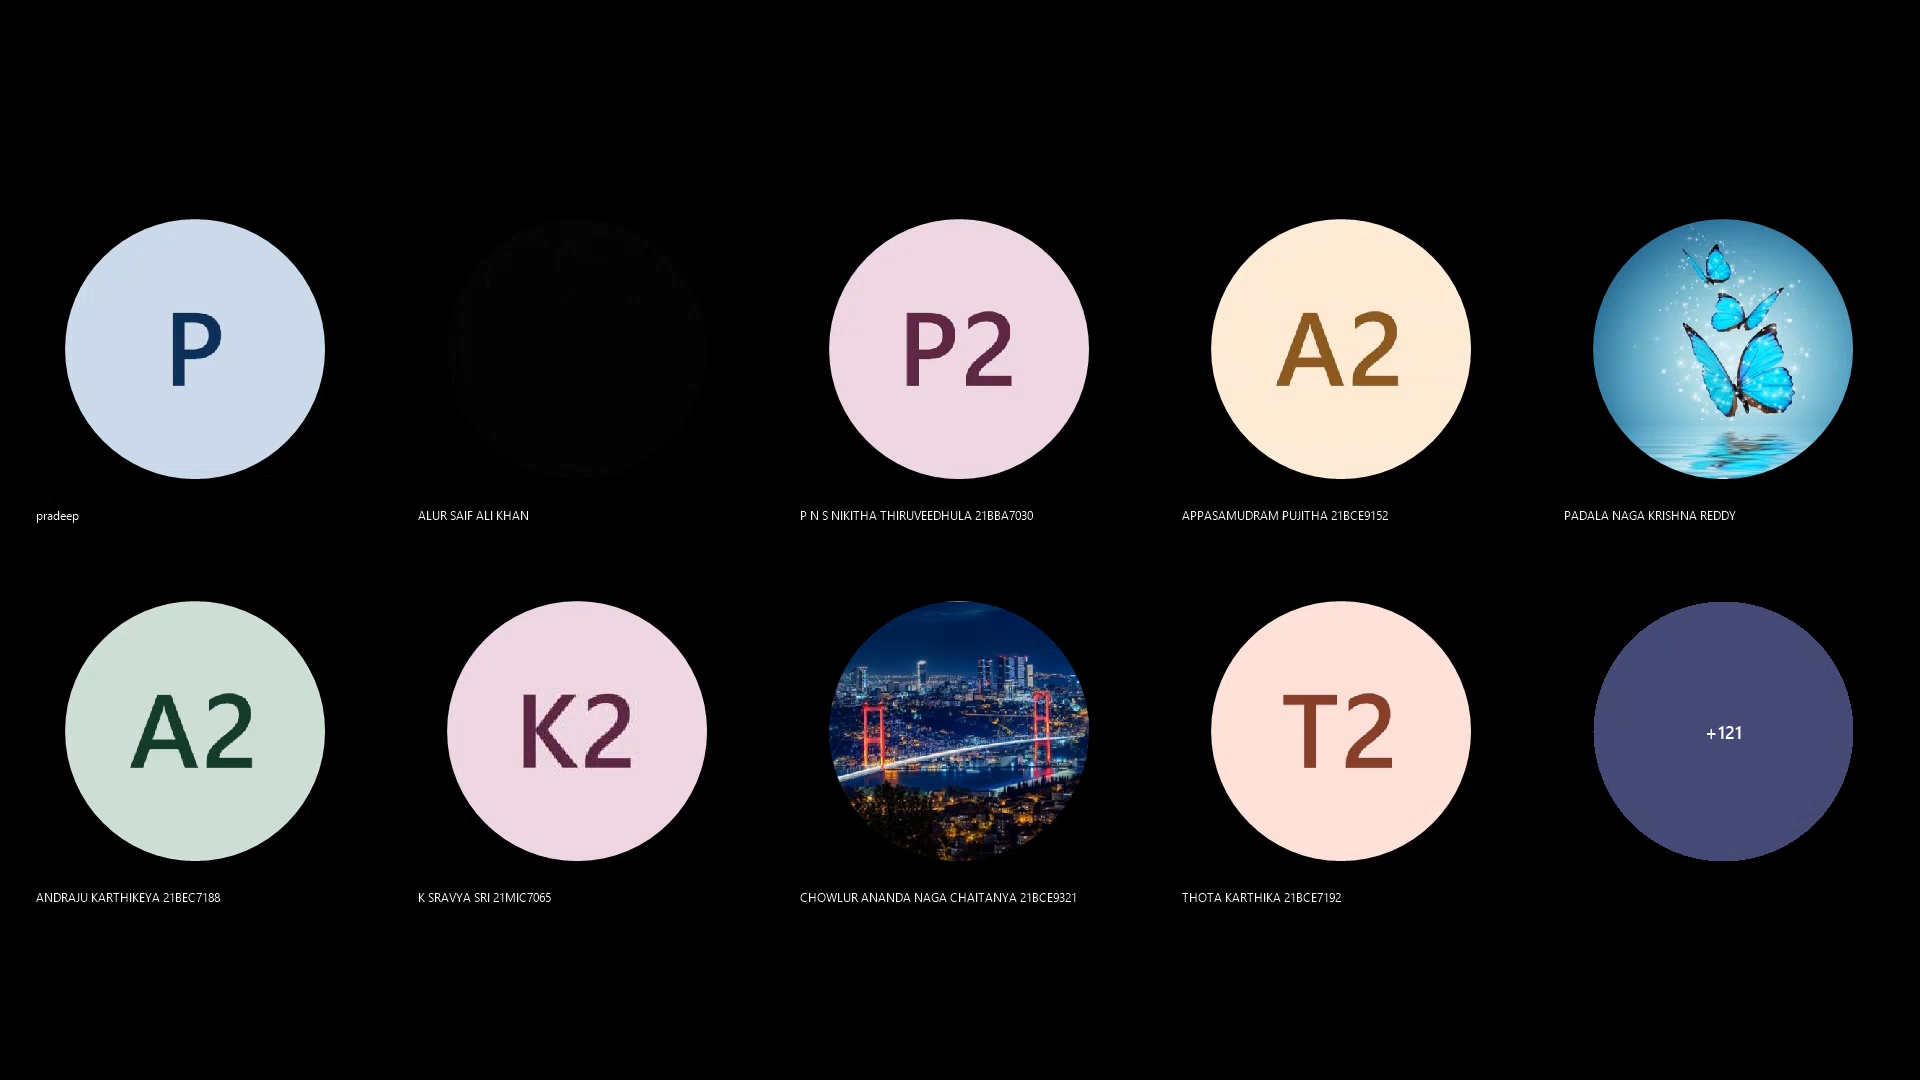 P
P2
A2
pradeep
ALUR SAIF ALI KHAN
P N S NIKITHA THIRUVEEDHULA 21BBA7030
APPASAMUDRAM PUJITHA 21BCE9152
PADALA NAGA KRISHNA REDDY
A2
K2
T2
+121
ANDRAJU KARTHIKEYA 21BEC7188
K SRAVYA SRI 21MIC7065
CHOWLUR ANANDA NAGA CHAITANYA 21BCE9321
THOTA KARTHIKA 21BCE7192